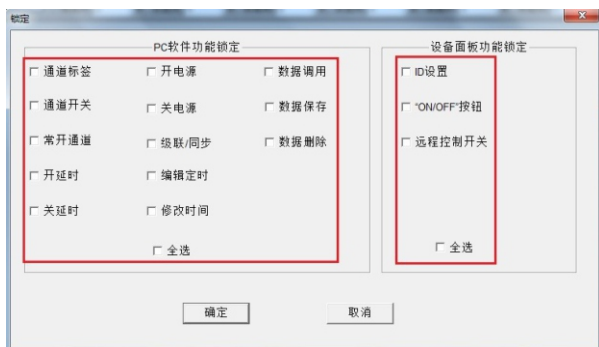 锁定
PC软件功能锁定
通道标签 开电源 数据调用
通道开关 关电源 数据保存
常开通道 级联/同步 数据删除
开延时 编辑定时
关延时 修改时间
全选
设备面板功能锁定
ID设置
"ON/OFF"按钮
远程控制开关
全选
确定 取消